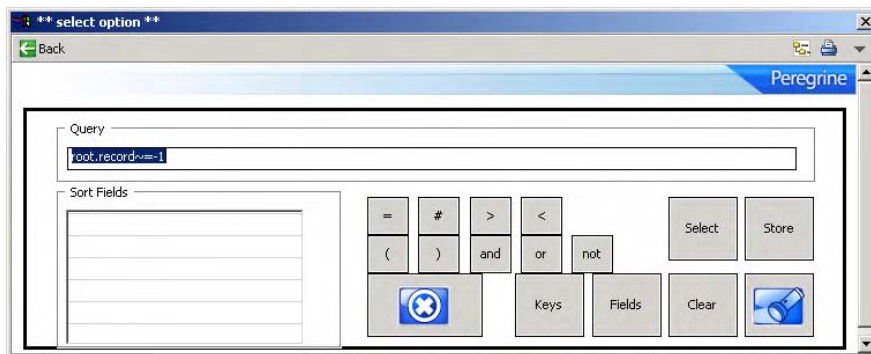 ** select option **
Back
Peregrine
Query
root.record~=-1
Sort Fields
= # > <
Select Store
( ) and or not
Keys Fields Clear